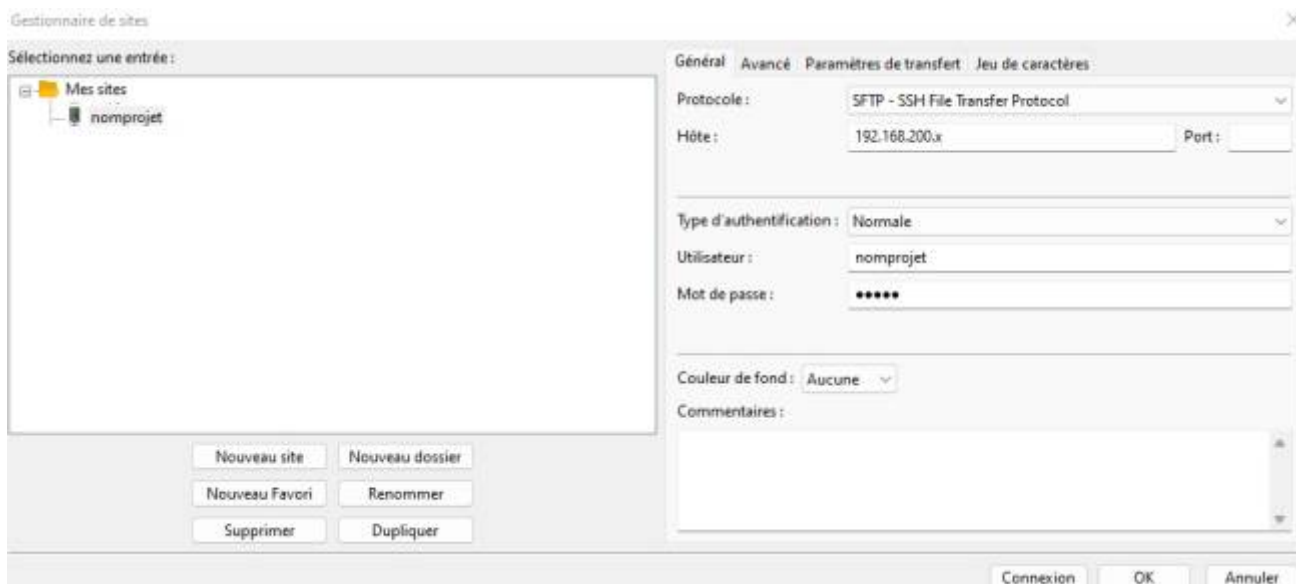 Gestionnaire de sites
Sélectionnez une entrée :
Mes sites
nomprojet
Nouveau site Nouveau dossier
Nouveau Favori Renommer
Supprimer Dupliquer
Général Avancé Paramètres de transfert Jeu de caractères
Protocole : SFTP - SSH File Transfer Protocol
Hôte : 192.168.200.x Port :
Type d'authentification : Normale
Utilisateur : nomprojet
Mot de passe : •••••
Couleur de fond : Aucune
Commentaires :
Connexion OK Annuler